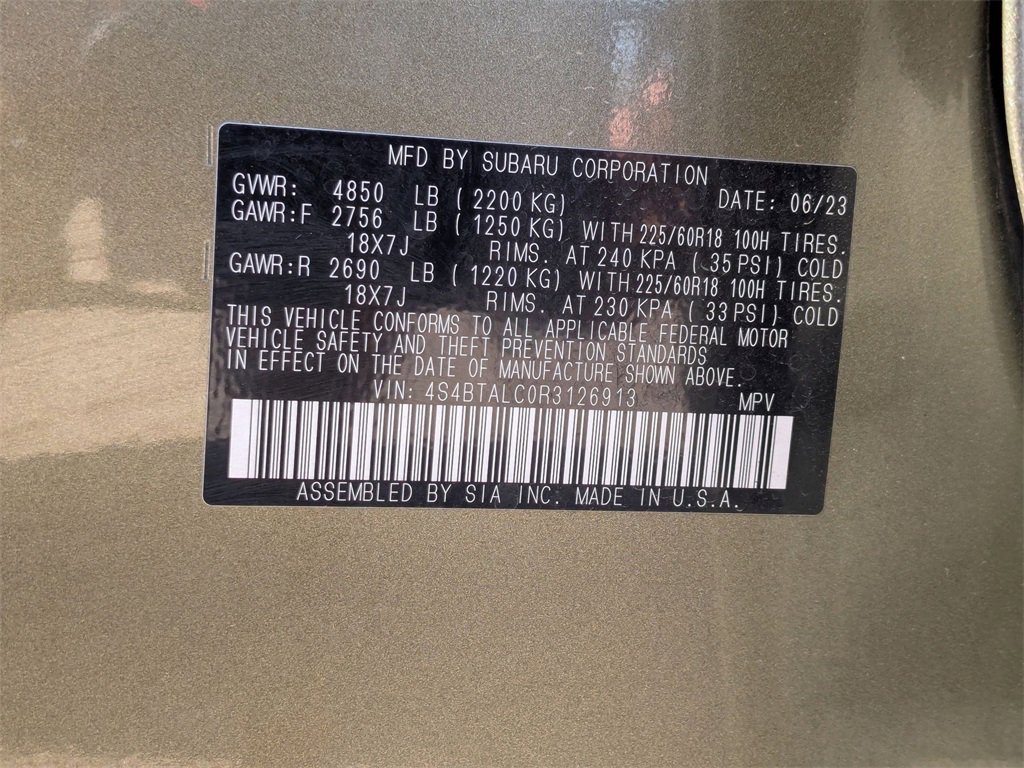 MFD BY SUBARU CORPORATION
GVWR: 4850 LB ( 2200 KG) DATE: 06/23
GAWR:F 2756 LB ( 1250 KG) WITH 225/60R18 100H TIRES.
18X7J RIMS. AT 240 KPA ( 35 PSI) COLD
GAWR:R 2690 LB ( 1220 KG) WITH 225/60R18 100H TIRES.
18X7J RIMS. AT 230 KPA ( 33 PSI) COLD
THIS VEHICLE CONFORMS TO ALL APPLICABLE FEDERAL MOTOR
VEHICLE SAFETY AND THEFT PREVENTION STANDARDS
IN EFFECT ON THE DATE OF MANUFACTURE SHOWN ABOVE.
VIN: 4S4BTALC0R3126913 MPV
ASSEMBLED BY SIA INC. MADE IN U.S.A.